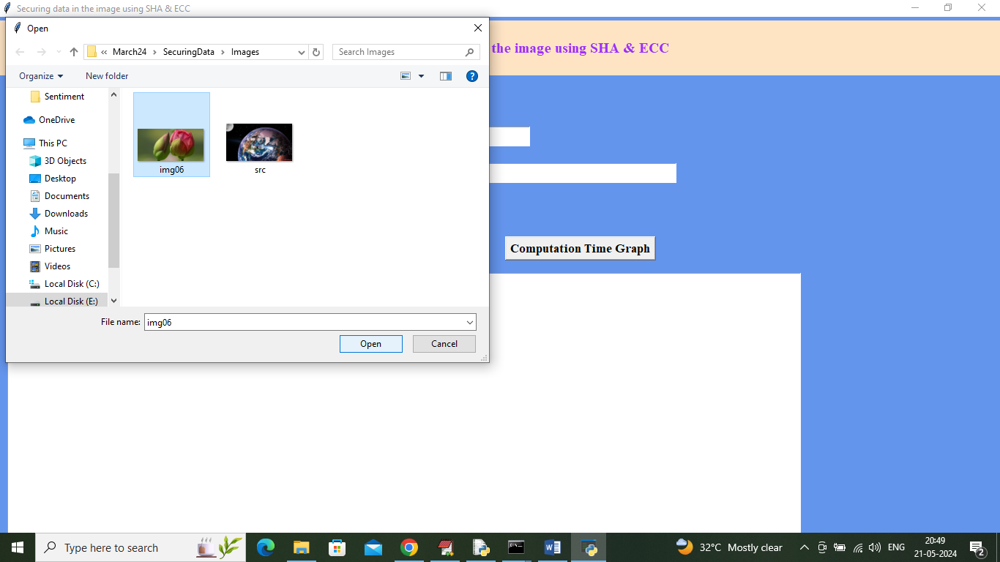 Securing data in the image using SHA & ECC
Open
the image using SHA & ECC
« March24 › SecuringData › Images
Search Images
Organize
New folder
Sentiment
OneDrive
This PC
3D Objects
Desktop
Documents
Downloads
Music
Pictures
Videos
Local Disk (C:)
Local Disk (E:)
img06
src
Computation Time Graph
File name:
img06
Open
Cancel
Type here to search
32°C Mostly clear
ENG
20:49
21-05-2024
2